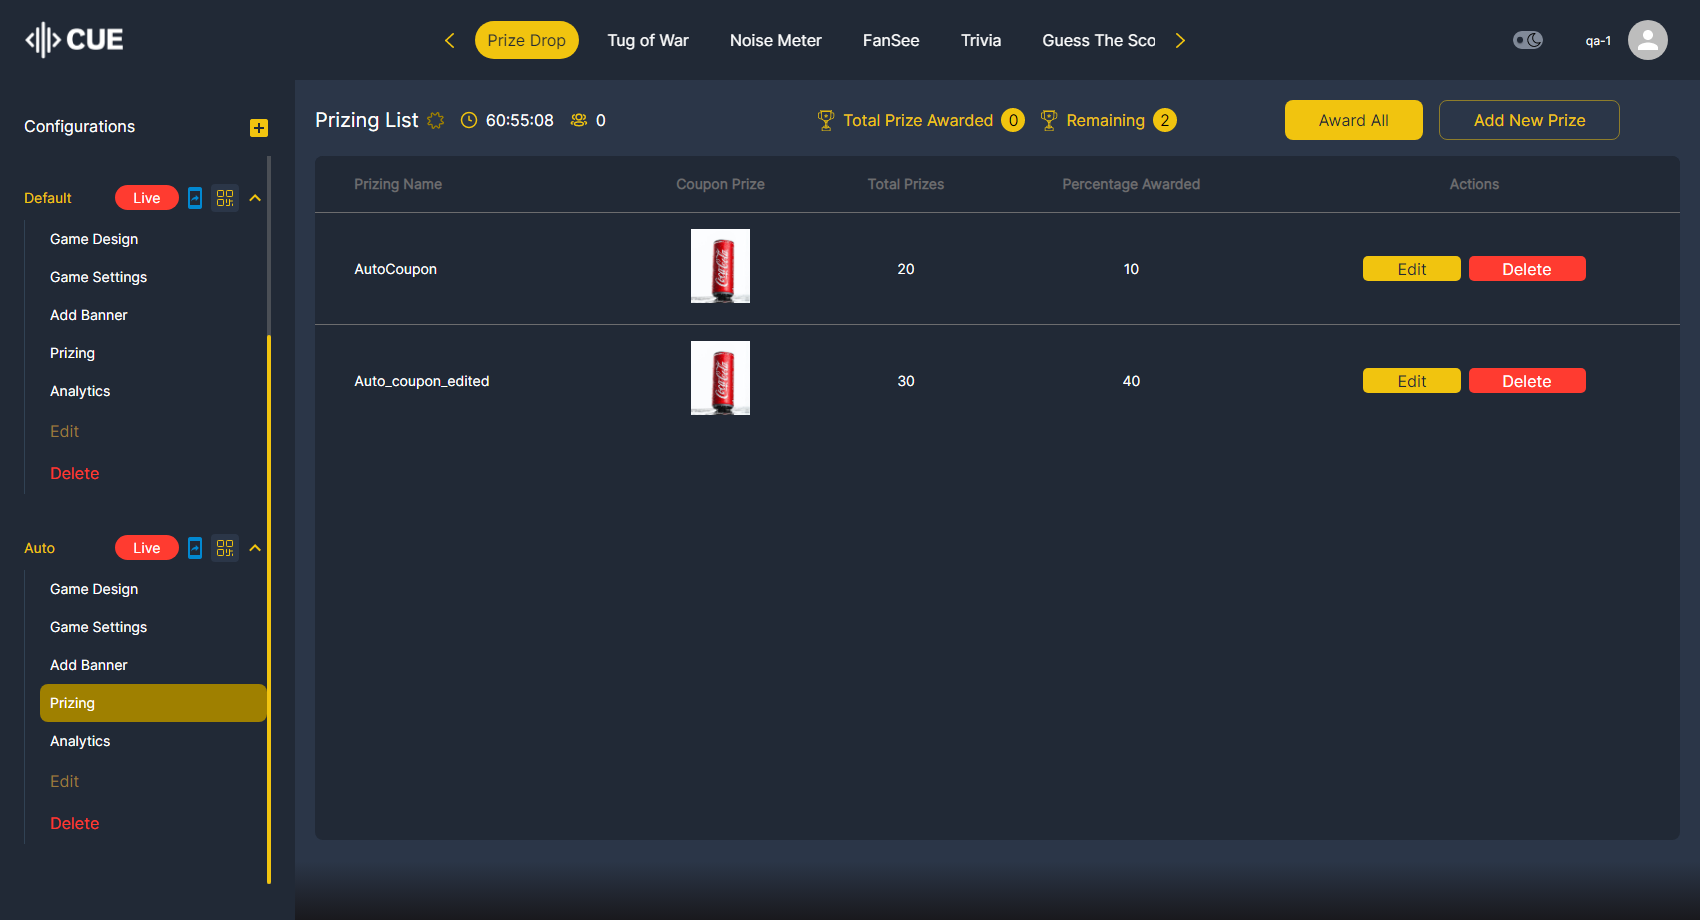 CUE
Prize Drop
Tug of War
Noise Meter
FanSee
Trivia
Guess The Sco
qa-1
Configurations
Default
Live
Game Design
Game Settings
Add Banner
Prizing
Analytics
Edit
Delete
Auto
Live
Game Design
Game Settings
Add Banner
Prizing
Analytics
Edit
Delete
Prizing List
60:55:08
0
Total Prize Awarded 0
Remaining 2
Award All
Add New Prize
Prizing Name
Coupon Prize
Total Prizes
Percentage Awarded
Actions
AutoCoupon
Coca-Cola
20
10
Edit
Delete
Auto_coupon_edited
Coca-Cola
30
40
Edit
Delete